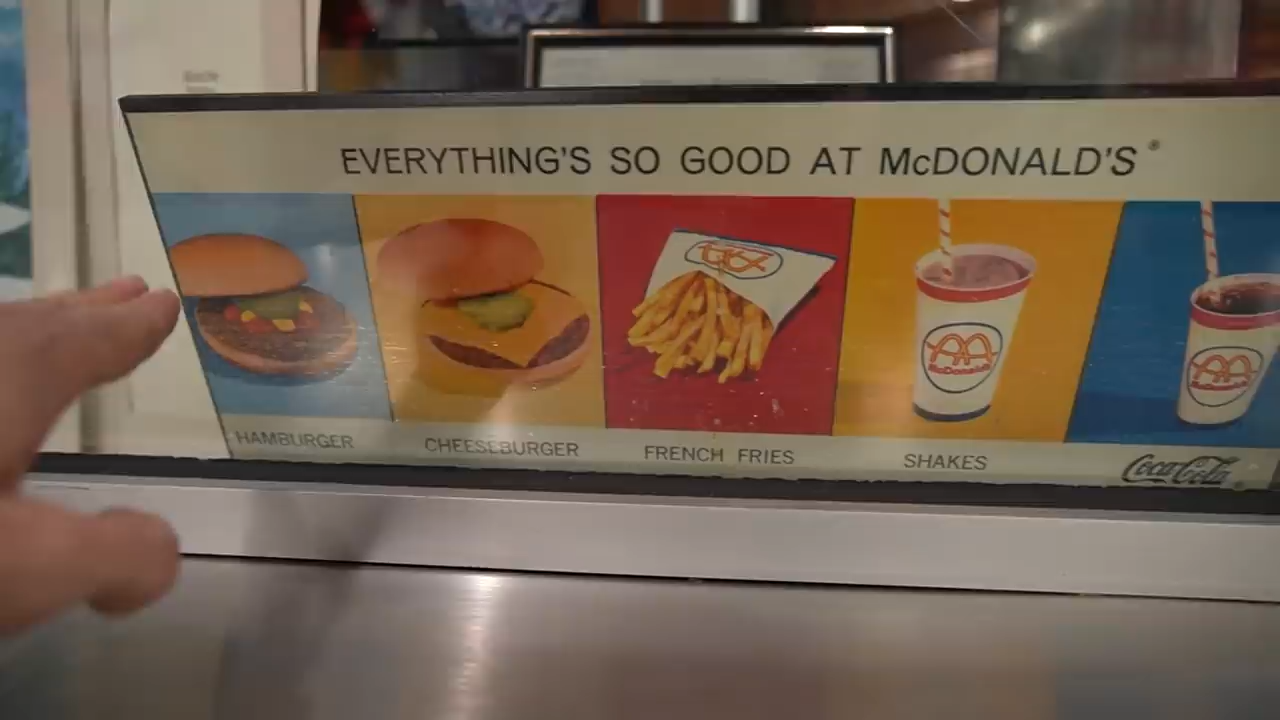 EVERYTHING'S SO GOOD AT McDONALD'S®
HAMBURGER
CHEESEBURGER
FRENCH FRIES
SHAKES
Coca-Cola
McDonald's
McDonald's